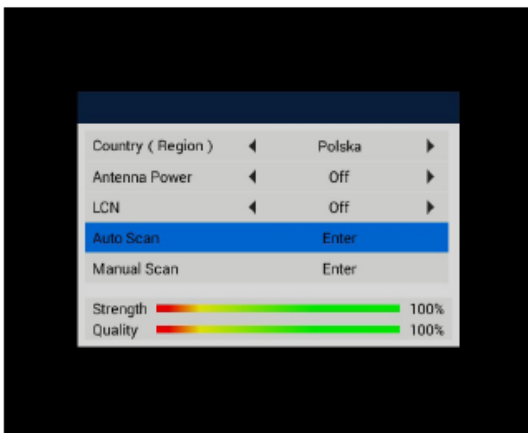 Country ( Region ) Polska
Antenna Power Off
LCN Off
Auto Scan Enter
Manual Scan Enter
Strength 100%
Quality 100%